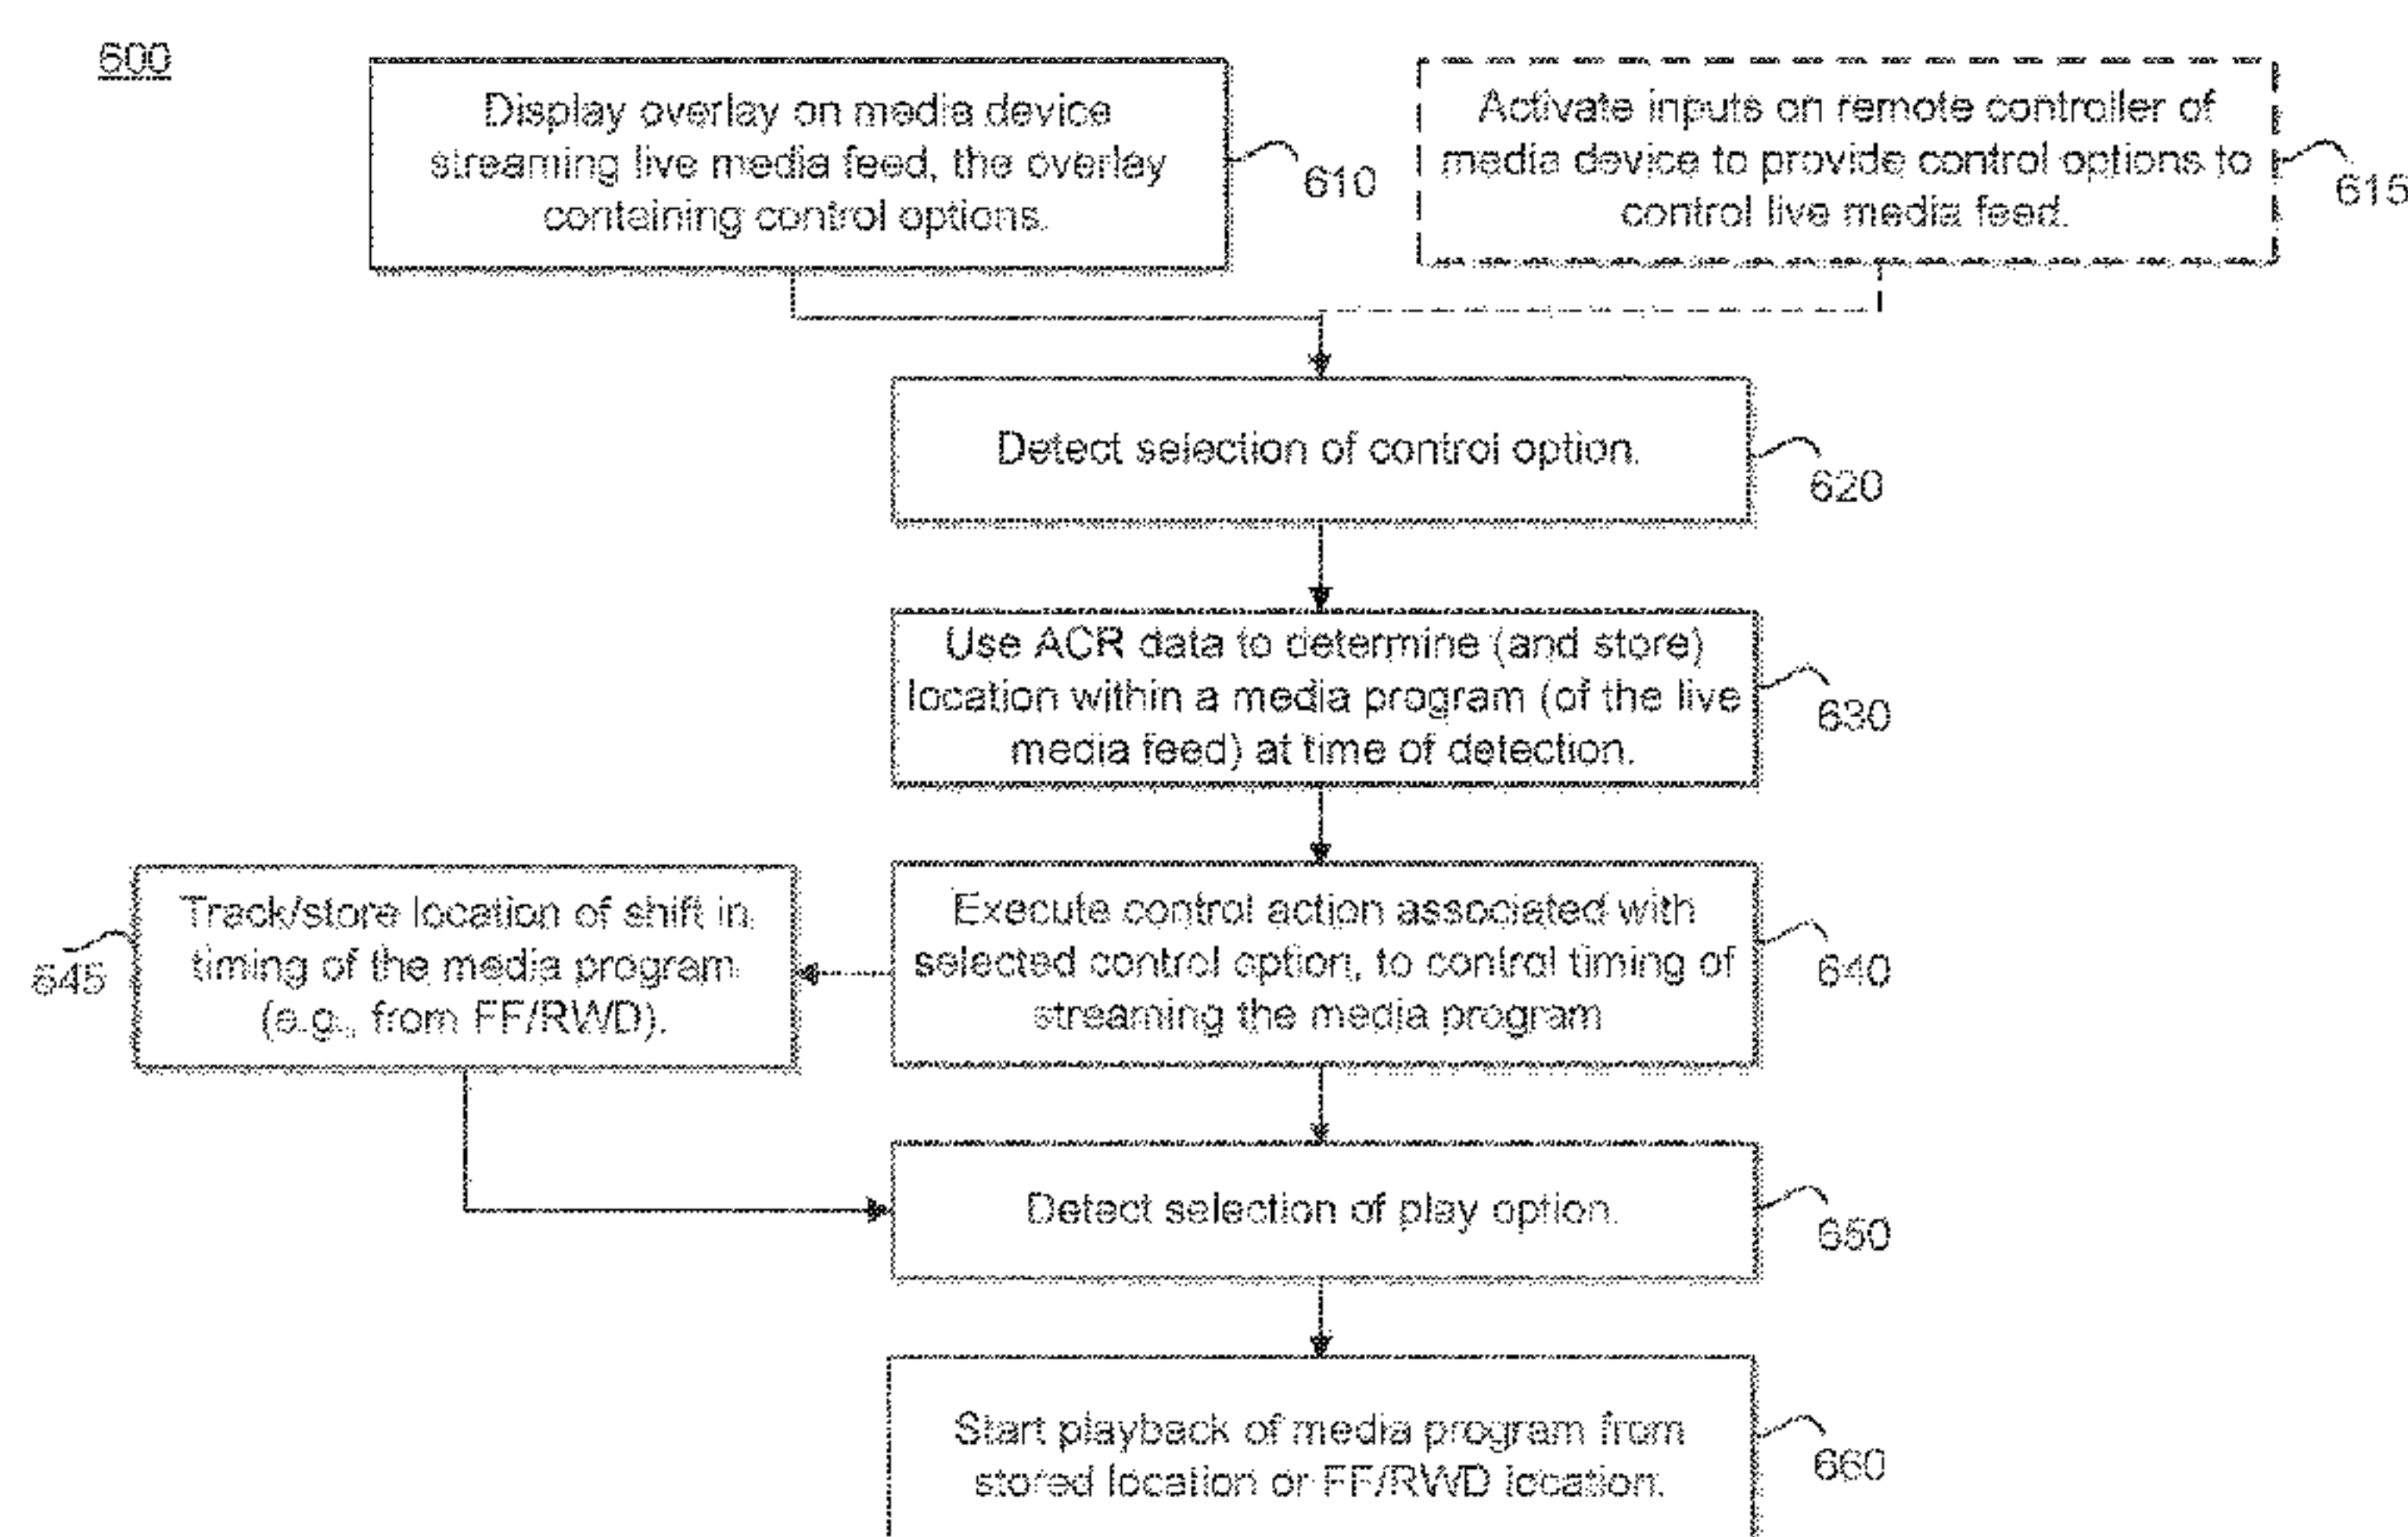 600
Display overlay on media device
streaming live media feed, the overlay
containing control options.
610
Activate inputs on remote controller of
media device to provide control options to
control live media feed.
615
Detect selection of control option.
620
Use ACR data to determine (and store)
location within a media program (of the live
media feed) at time of detection.
630
Execute control action associated with
selected control option, to control timing of
streaming the media program
640
Track/store location of shift in
timing of the media program
(e.g., from FF/RWD).
645
Detect selection of play option.
650
Start playback of media program from
stored location or FF/RWD location.
660